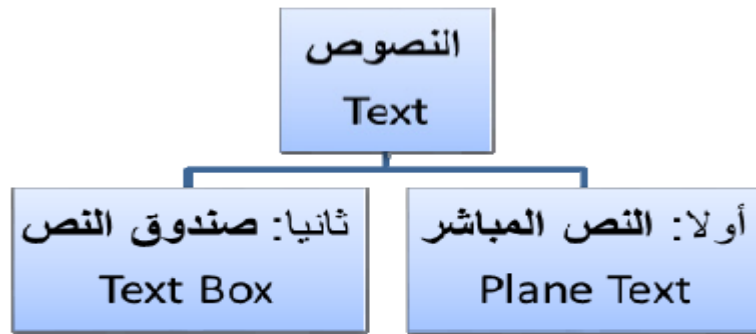 النصوص
Text
أولا: النص المباشر
Plane Text
ثانيا: صندوق النص
Text Box